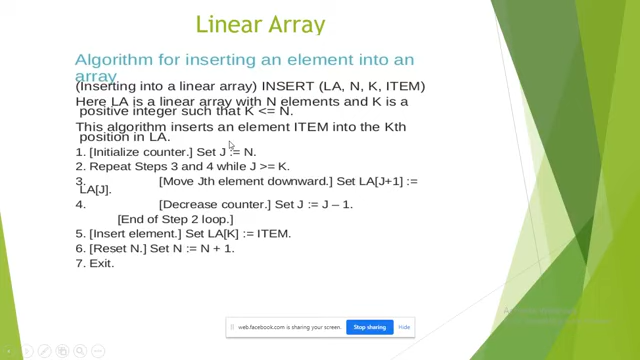 Linear Array
Algorithm for inserting an element into an
array
(Inserting into a linear array) INSERT (LA, N, K, ITEM)
Here LA is a linear array with N elements and K is a
positive integer such that K <= N.
This algorithm inserts an element ITEM into the Kth
position in LA.
1. [Initialize counter.] Set J := N.
2. Repeat Steps 3 and 4 while J >= K.
3. [Move Jth element downward.] Set LA[J+1] :=
LA[J].
4. [Decrease counter.] Set J := J – 1.
[End of Step 2 loop.]
5. [Insert element.] Set LA[K] := ITEM.
6. [Reset N.] Set N := N + 1.
7. Exit.
web.facebook.com is sharing your screen. Stop sharing Hide